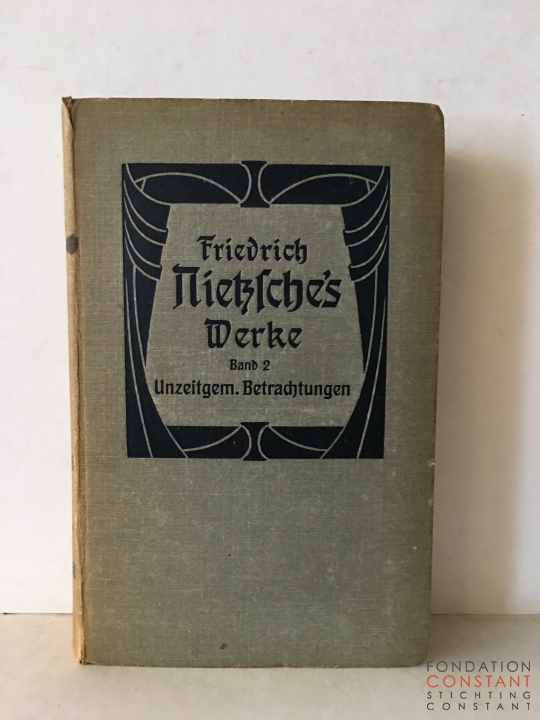 Friedrich
Nietzsche's
Werke
Band 2
Unzeitgem. Betrachtungen
FONDATION
CONSTANT
STICHTING
CONSTANT